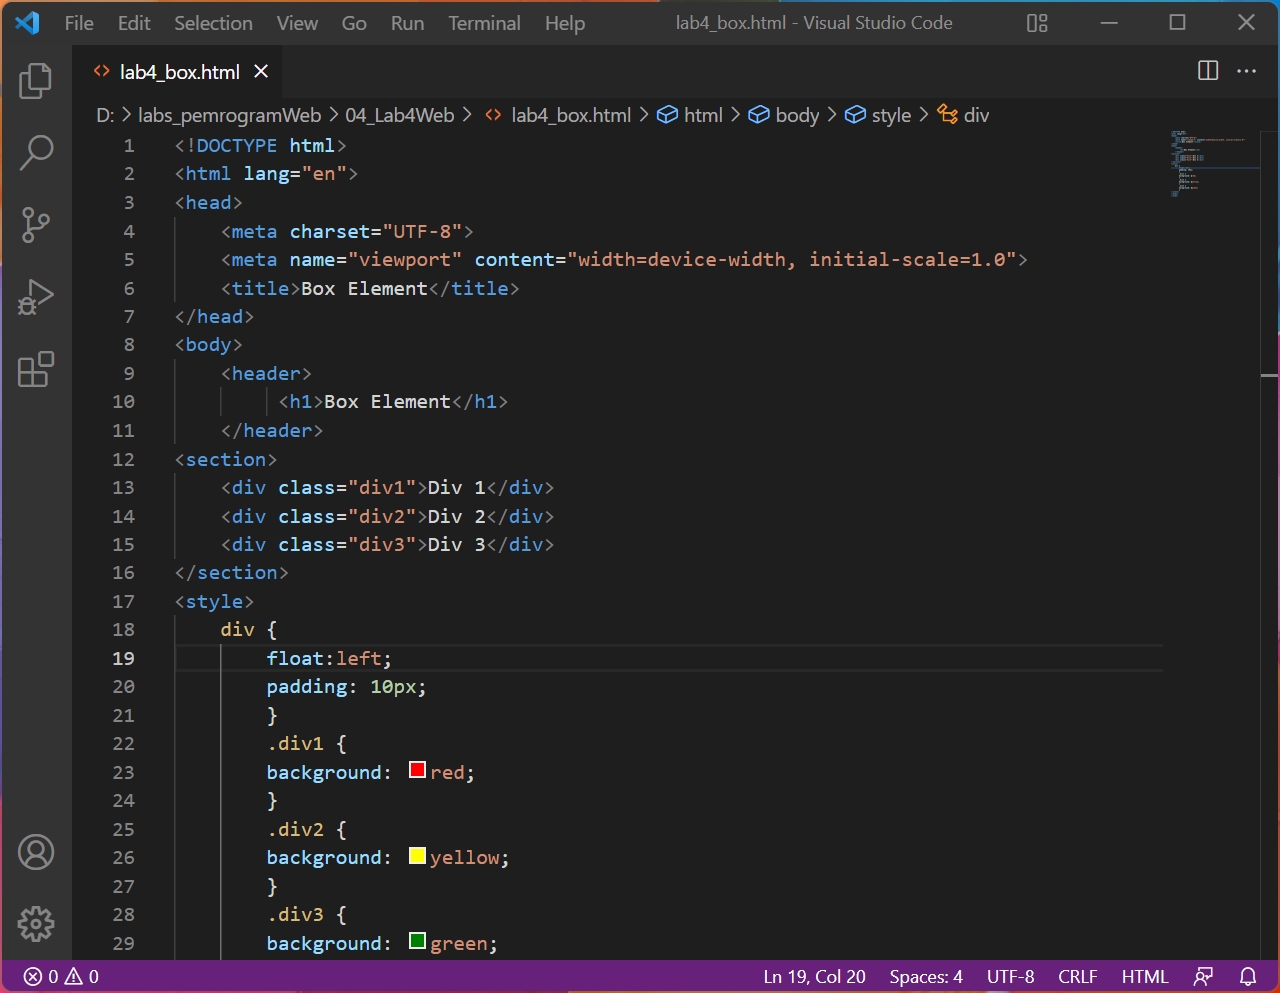 File Edit Selection View Go Run Terminal Help lab4_box.html - Visual Studio Code
lab4_box.html
D: > labs_pemrogramWeb > 04_Lab4Web > lab4_box.html > html > body > style > div
1 <!DOCTYPE html>
2 <html lang="en">
3 <head>
4 <meta charset="UTF-8">
5 <meta name="viewport" content="width=device-width, initial-scale=1.0">
6 <title>Box Element</title>
7 </head>
8 <body>
9 <header>
10 <h1>Box Element</h1>
11 </header>
12 <section>
13 <div class="div1">Div 1</div>
14 <div class="div2">Div 2</div>
15 <div class="div3">Div 3</div>
16 </section>
17 <style>
18 div {
19 float:left;
20 padding: 10px;
21 }
22 .div1 {
23 background: red;
24 }
25 .div2 {
26 background: yellow;
27 }
28 .div3 {
29 background: green;
0 0 Ln 19, Col 20 Spaces: 4 UTF-8 CRLF HTML